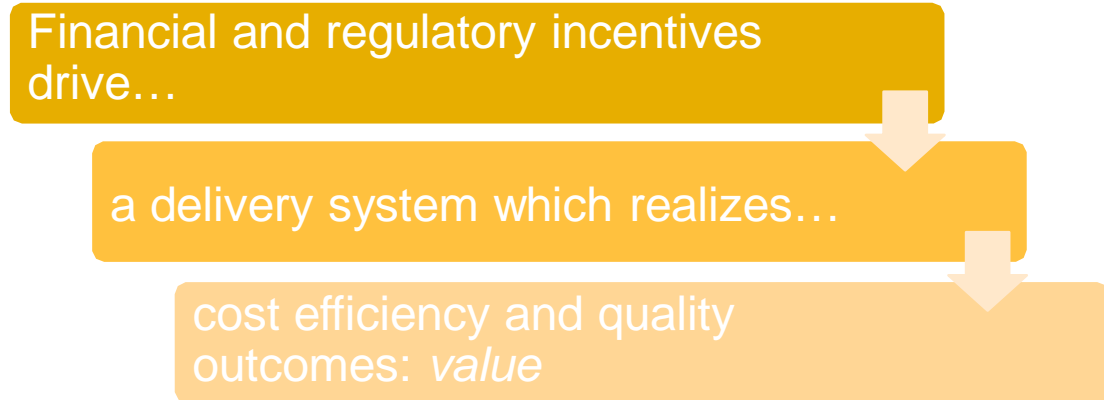 Financial and regulatory incentives
drive…
a delivery system which realizes…
cost efficiency and quality
outcomes: value